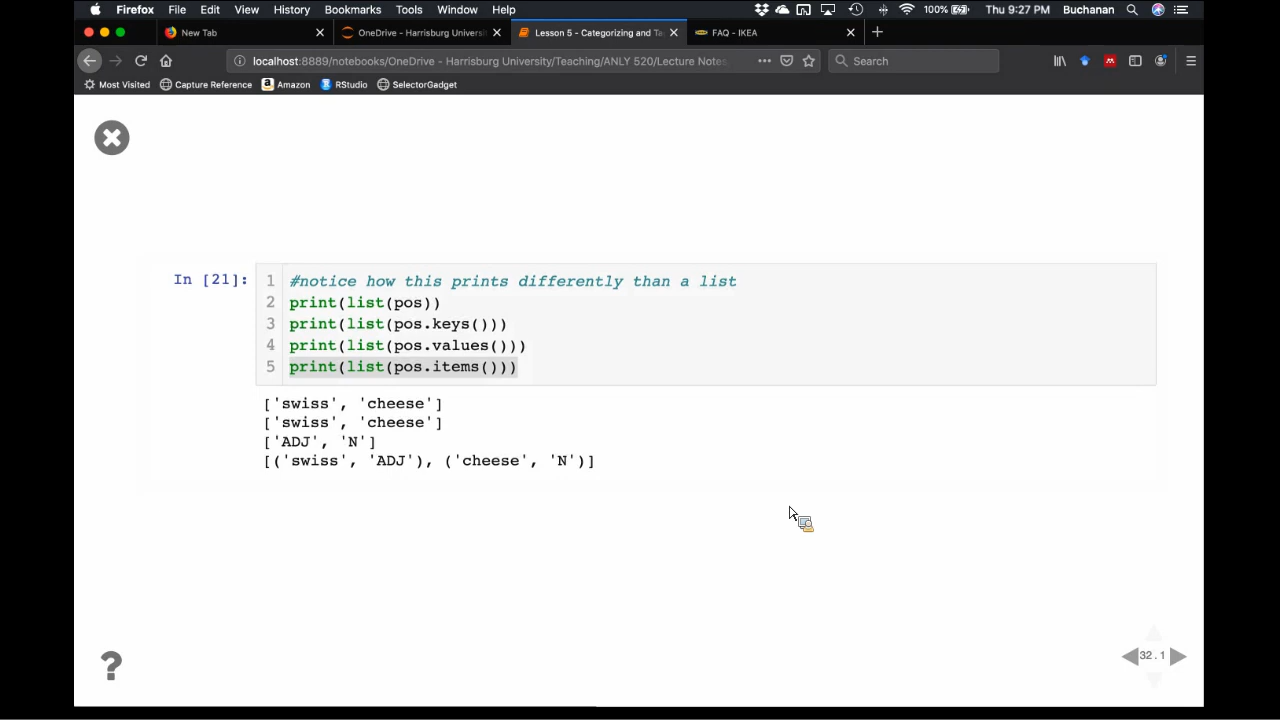 Firefox File Edit View History Bookmarks Tools Window Help 100% Thu 9:27 PM Buchanan
New Tab OneDrive - Harrisburg Universi Lesson 5 - Categorizing and Ta FAQ - IKEA
localhost:8889/notebooks/OneDrive - Harrisburg University/Teaching/ANLY 520/Lecture Notes Search
Most Visited Capture Reference Amazon RStudio SelectorGadget
In [21]:
1 #notice how this prints differently than a list
2 print(list(pos))
3 print(list(pos.keys()))
4 print(list(pos.values()))
5 print(list(pos.items()))
['swiss', 'cheese']
['swiss', 'cheese']
['ADJ', 'N']
[('swiss', 'ADJ'), ('cheese', 'N')]
?
32.1